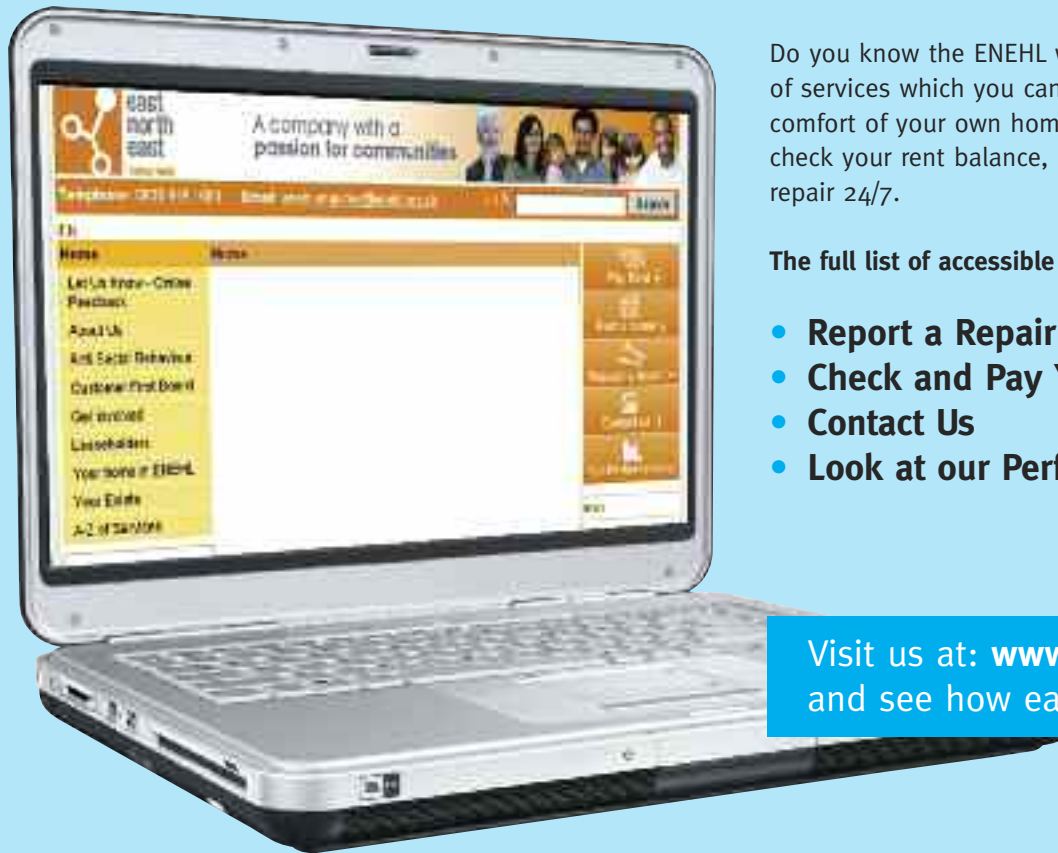 east
north
east
A company with a
passion for communities
Search
Home
Home
Let Us Know - Online
Feedback
About Us
Anti Social Behaviour
Customer First Board
Get Involved
Leaseholders
Your home in ENEHL
Your Estate
A-Z of Services
Do you know the ENEHL
of services which you can
comfort of your own hom
check your rent balance,
repair 24/7.
The full list of accessible
• Report a Repair
• Check and Pay Y
• Contact Us
• Look at our Perf
Visit us at: www
and see how ea